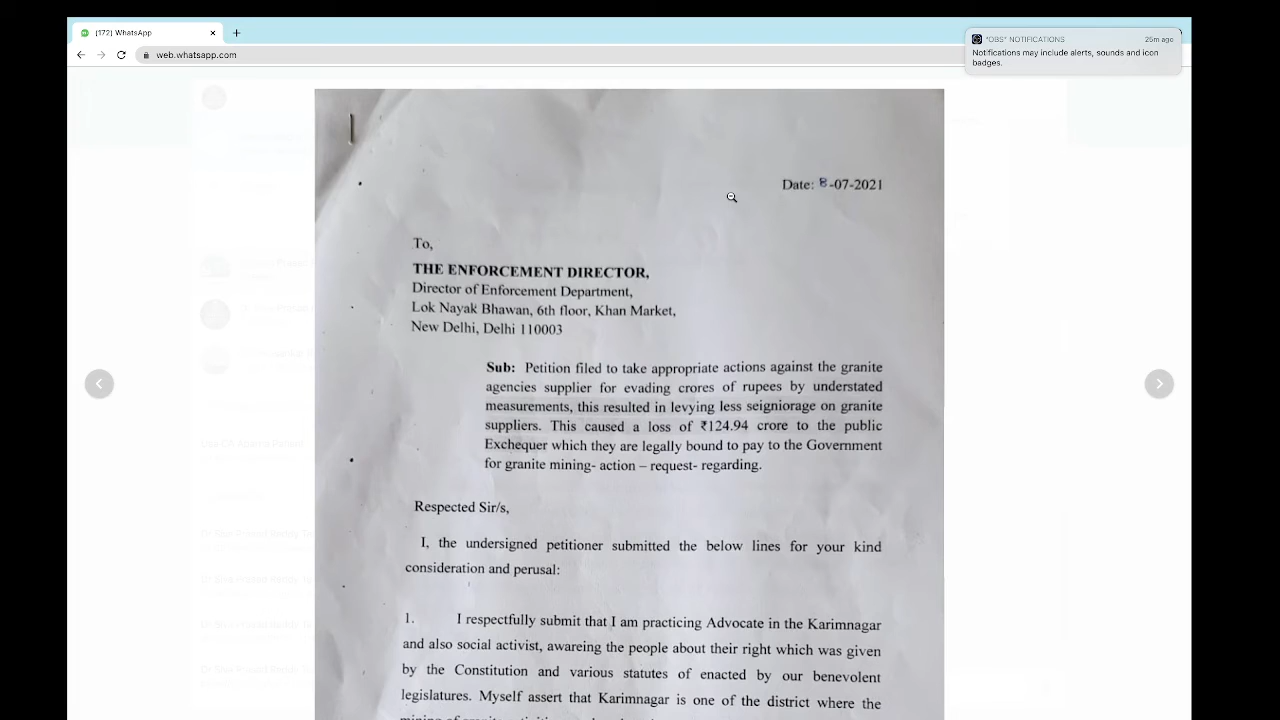 (172) WhatsApp
web.whatsapp.com
"OBS" NOTIFICATIONS
25m ago
Notifications may include alerts, sounds and icon
badges.
Date: 8-07-2021
To,
THE ENFORCEMENT DIRECTOR,
Director of Enforcement Department,
Lok Nayak Bhawan, 6th floor, Khan Market,
New Delhi, Delhi 110003
Sub: Petition filed to take appropriate actions against the granite
agencies supplier for evading crores of rupees by understated
measurements, this resulted in levying less seigniorage on granite
suppliers. This caused a loss of ₹124.94 crore to the public
Exchequer which they are legally bound to pay to the Government
for granite mining- action – request- regarding.
Respected Sir/s,
I, the undersigned petitioner submitted the below lines for your kind
consideration and perusal:
1. I respectfully submit that I am practicing Advocate in the Karimnagar
and also social activist, awareing the people about their right which was given
by the Constitution and various statutes of enacted by our benevolent
legislatures. Myself assert that Karimnagar is one of the district where the